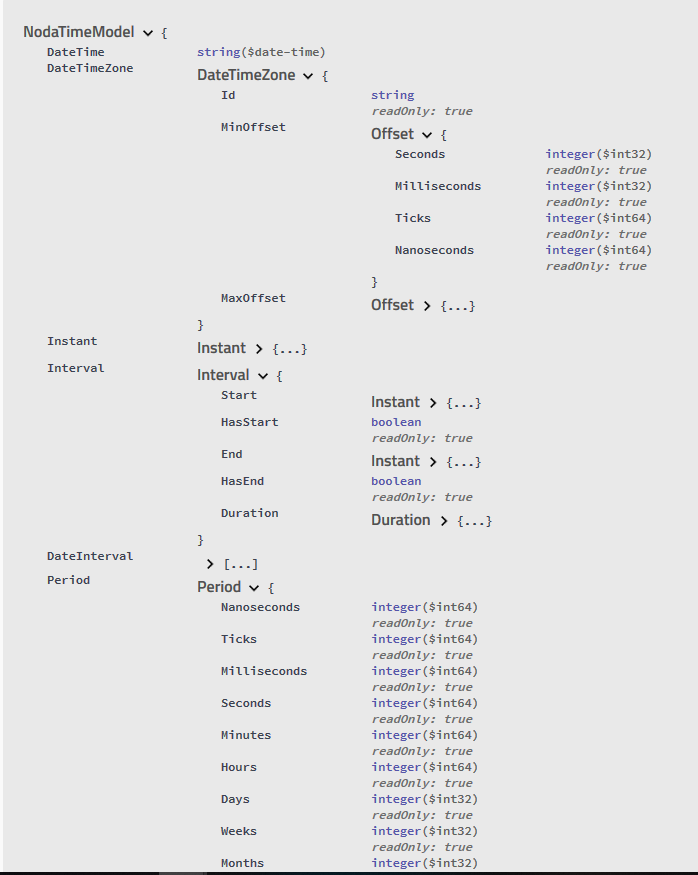 NodaTimeModel {
DateTime string($date-time)
DateTimeZone DateTimeZone {
Id string
readOnly: true
MinOffset Offset {
Seconds integer($int32)
readOnly: true
Milliseconds integer($int32)
readOnly: true
Ticks integer($int64)
readOnly: true
Nanoseconds integer($int64)
readOnly: true
}
MaxOffset Offset > {...}
}
Instant Instant > {...}
Interval Interval {
Start Instant > {...}
HasStart boolean
readOnly: true
End Instant > {...}
HasEnd boolean
readOnly: true
Duration Duration > {...}
}
DateInterval > [...]
Period Period {
Nanoseconds integer($int64)
readOnly: true
Ticks integer($int64)
readOnly: true
Milliseconds integer($int64)
readOnly: true
Seconds integer($int64)
readOnly: true
Minutes integer($int64)
readOnly: true
Hours integer($int64)
readOnly: true
Days integer($int32)
readOnly: true
Weeks integer($int32)
readOnly: true
Months integer($int32)